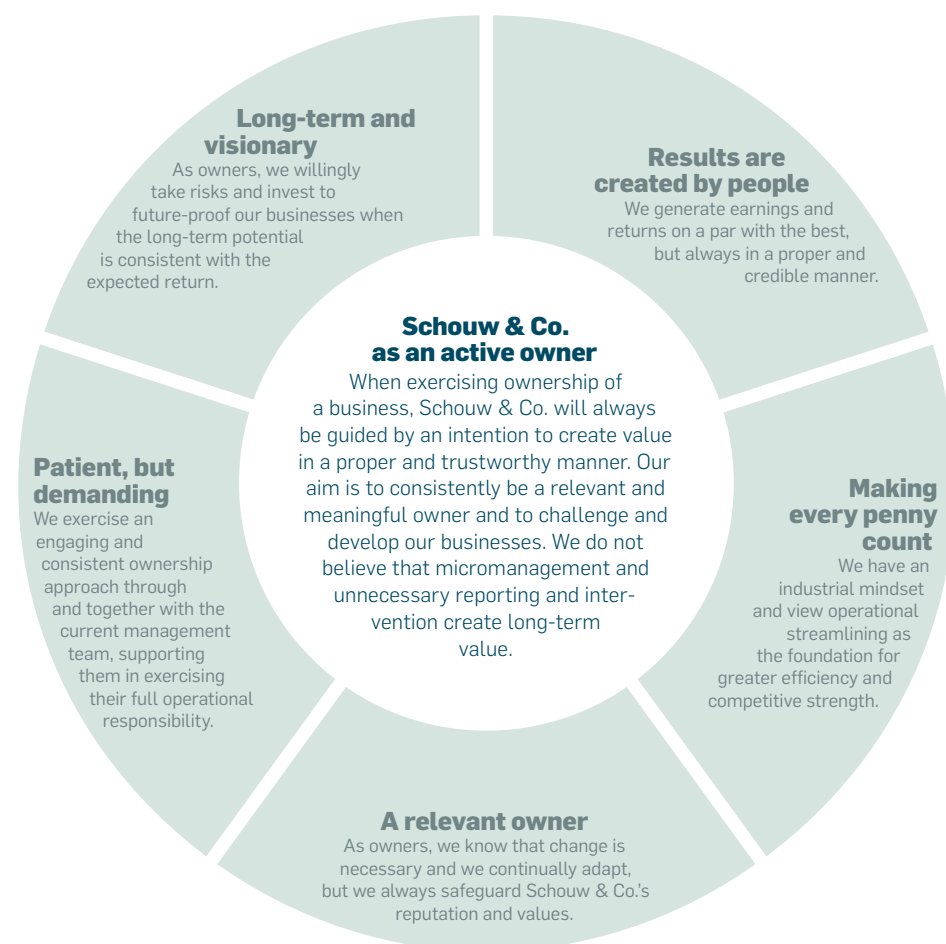 Long-term and
visionary
As owners, we willingly
take risks and invest to
future-proof our businesses when
the long-term potential
is consistent with the
expected return.
Results are
created by people
We generate earnings and
returns on a par with the best,
but always in a proper and
credible manner.
Schouw & Co.
as an active owner
When exercising ownership of
a business, Schouw & Co. will always
be guided by an intention to create value
in a proper and trustworthy manner. Our
aim is to consistently be a relevant and
meaningful owner and to challenge and
develop our businesses. We do not
believe that micromanagement and
unnecessary reporting and inter-
vention create long-term
value.
Patient, but
demanding
We exercise an
engaging and
consistent ownership
approach through
and together with the
current management
team, supporting
them in exercising
their full operational
responsibility.
Making
every penny
count
We have an
industrial mindset
and view operational
streamlining as
the foundation for
greater efficiency and
competitive strength.
A relevant owner
As owners, we know that change is
necessary and we continually adapt,
but we always safeguard Schouw & Co.'s
reputation and values.